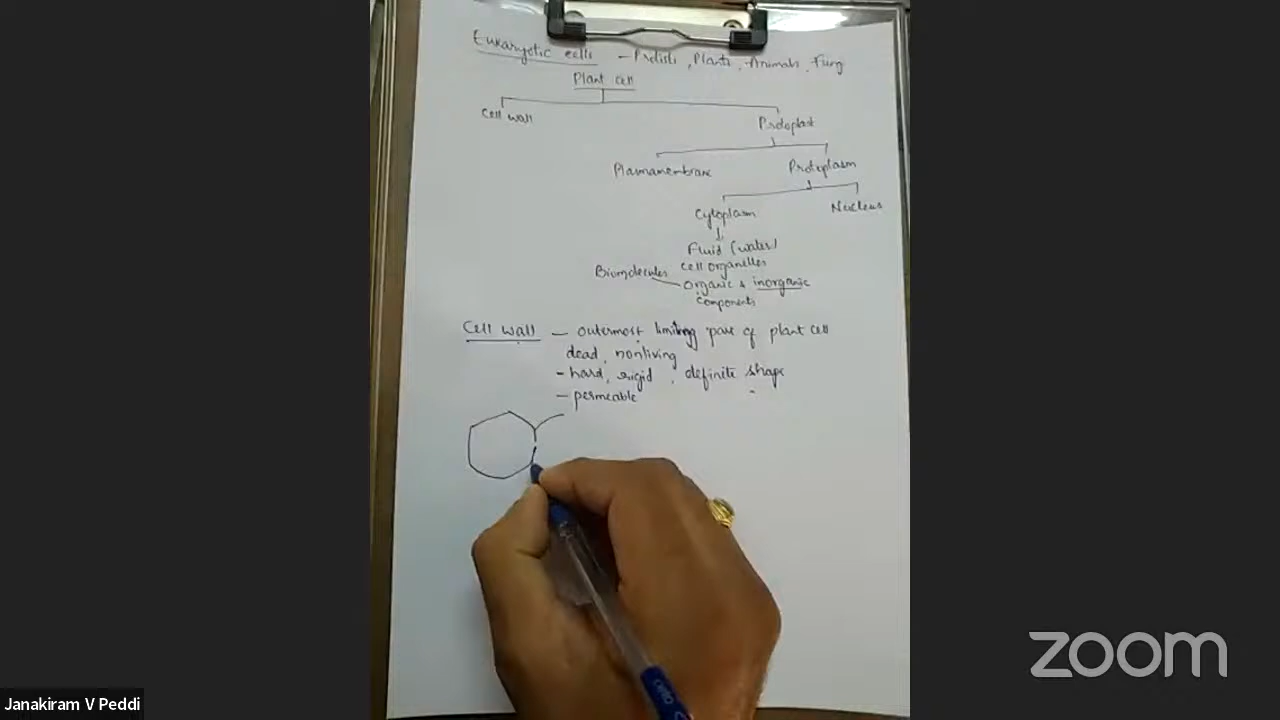 Eukaryotic cells - Protists, Plants, Animals, Fungi
Plant cell
Cell wall
Protoplast
Plasmamembrane
Protoplasm
Cytoplasm
Nucleus
Fluid (water)
cell organelles
Biomolecules
organic & inorganic
components
Cell wall - outermost limiting part of plant cell
dead, nonliving
- hard, rigid, definite shape
- permeable
cello
zoom
Janakiram V Peddi